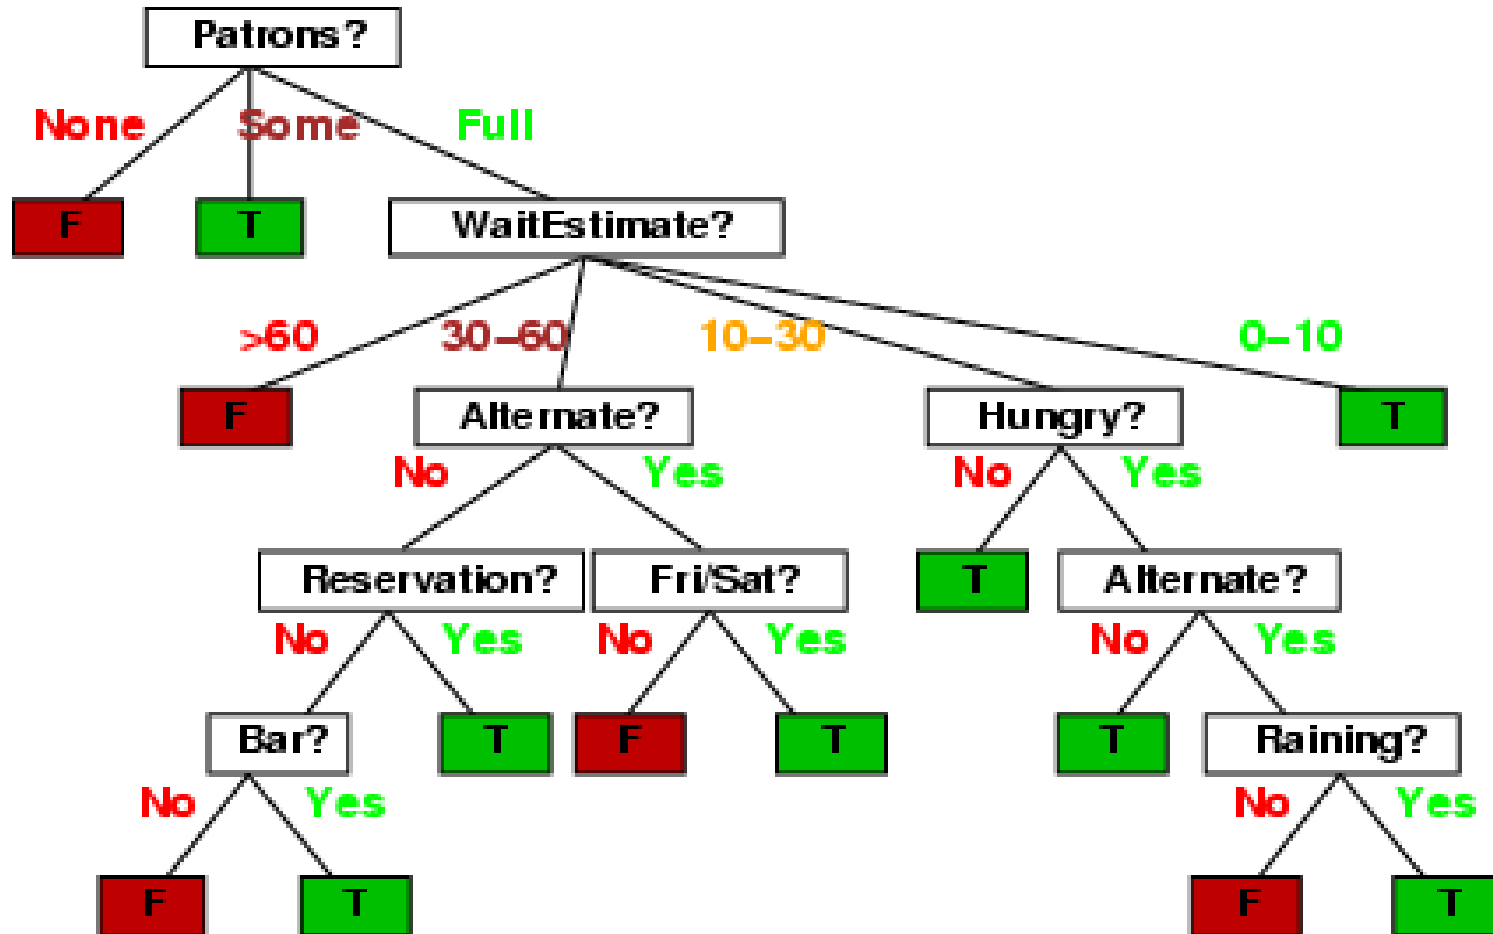 Patrons?
None Some Full
F T WaitEstimate?
>60 30–60 10–30 0–10
F Alternate? Hungry? T
No Yes No Yes
Reservation? Fri/Sat? T Alternate?
No Yes No Yes No Yes
Bar? T F T T Raining?
No Yes No Yes
F T F T